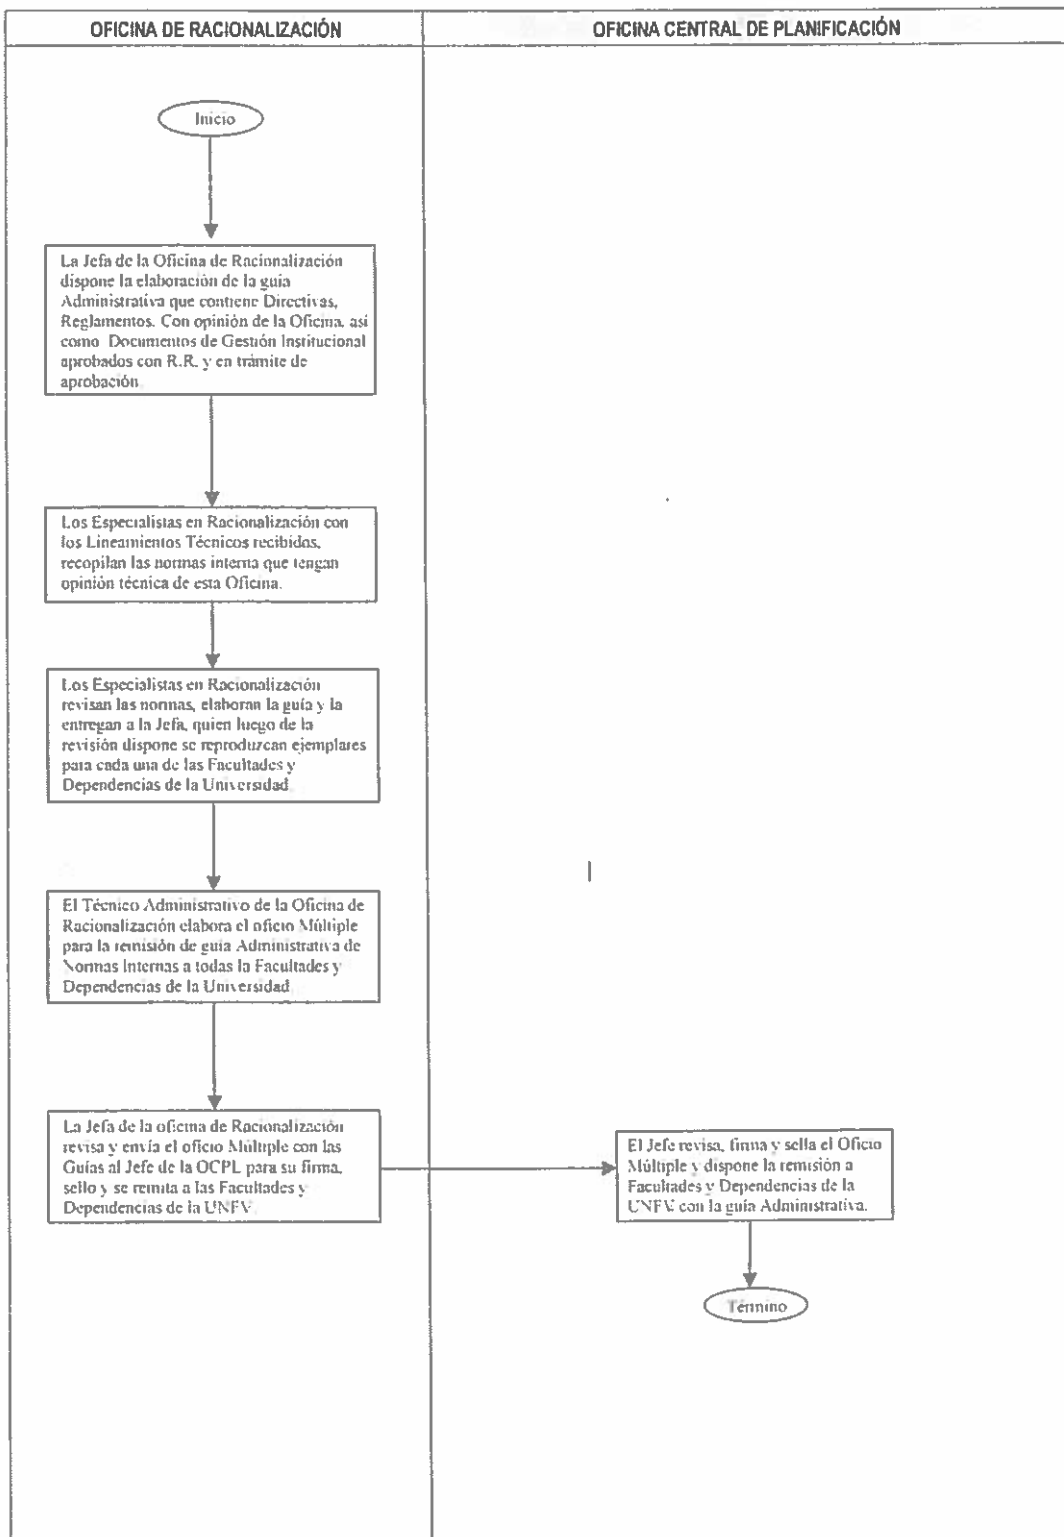 OFICINA DE RACIONALIZACIÓN
OFICINA CENTRAL DE PLANIFICACIÓN
Inicio
La Jefa de la Oficina de Racionalización
dispone la elaboración de la guia
Administrativa que contiene Directivas,
Reglamentos. Con opinión de la Oficina, así
como Documentos de Gestión Institucional
aprobados con R.R. y en trámite de
aprobación.
Los Especialistas en Racionalización con
los Lineamientos Técnicos recibidos,
recopilan las normas interna que tengan
opinión técnica de esta Oficina.
Los Especialistas en Racionalización
revisan las normas, elaboran la guía y la
entregan a la Jefa, quien luego de la
revisión dispone se reproduzcan ejemplares
para cada una de las Facultades y
Dependencias de la Universidad
El Técnico Administrativo de la Oficina de
Racionalización elabora el oficio Múltiple
para la remisión de guia Administrativa de
Normas Internas a todas la Facultades y
Dependencias de la Universidad
La Jefa de la oficina de Racionalización
revisa y envía el oficio Múltiple con las
Guías al Jefe de la OCPL para su firma,
sello y se remita a las Facultades y
Dependencias de la UNFV.
El Jefe revisa, firma y sella el Oficio
Múltiple y dispone la remisión a
Facultades y Dependencias de la
UNFV. con la guía Administrativa.
Término